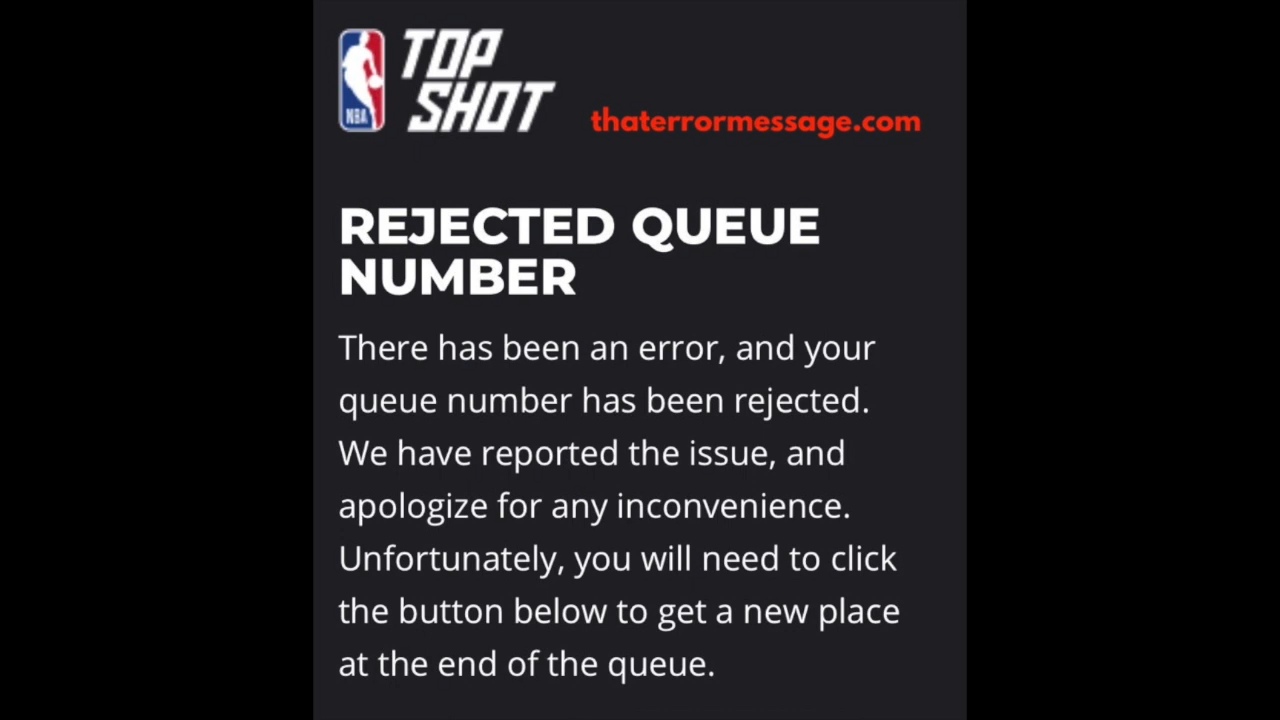 NBA
TOP
SHOT
thaterrormessage.com
REJECTED QUEUE
NUMBER
There has been an error, and your
queue number has been rejected.
We have reported the issue, and
apologize for any inconvenience.
Unfortunately, you will need to click
the button below to get a new place
at the end of the queue.